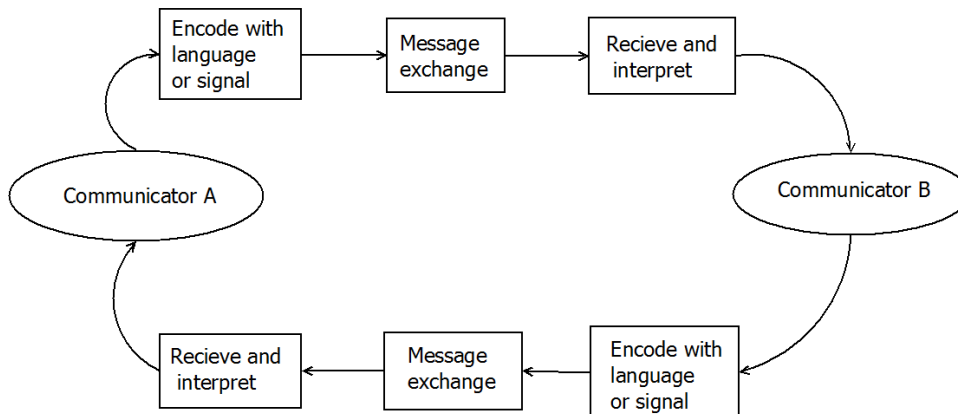 Encode with
language
or signal
Message
exchange
Recieve and
interpret
Communicator A
Communicator B
Recieve and
interpret
Message
exchange
Encode with
language
or signal